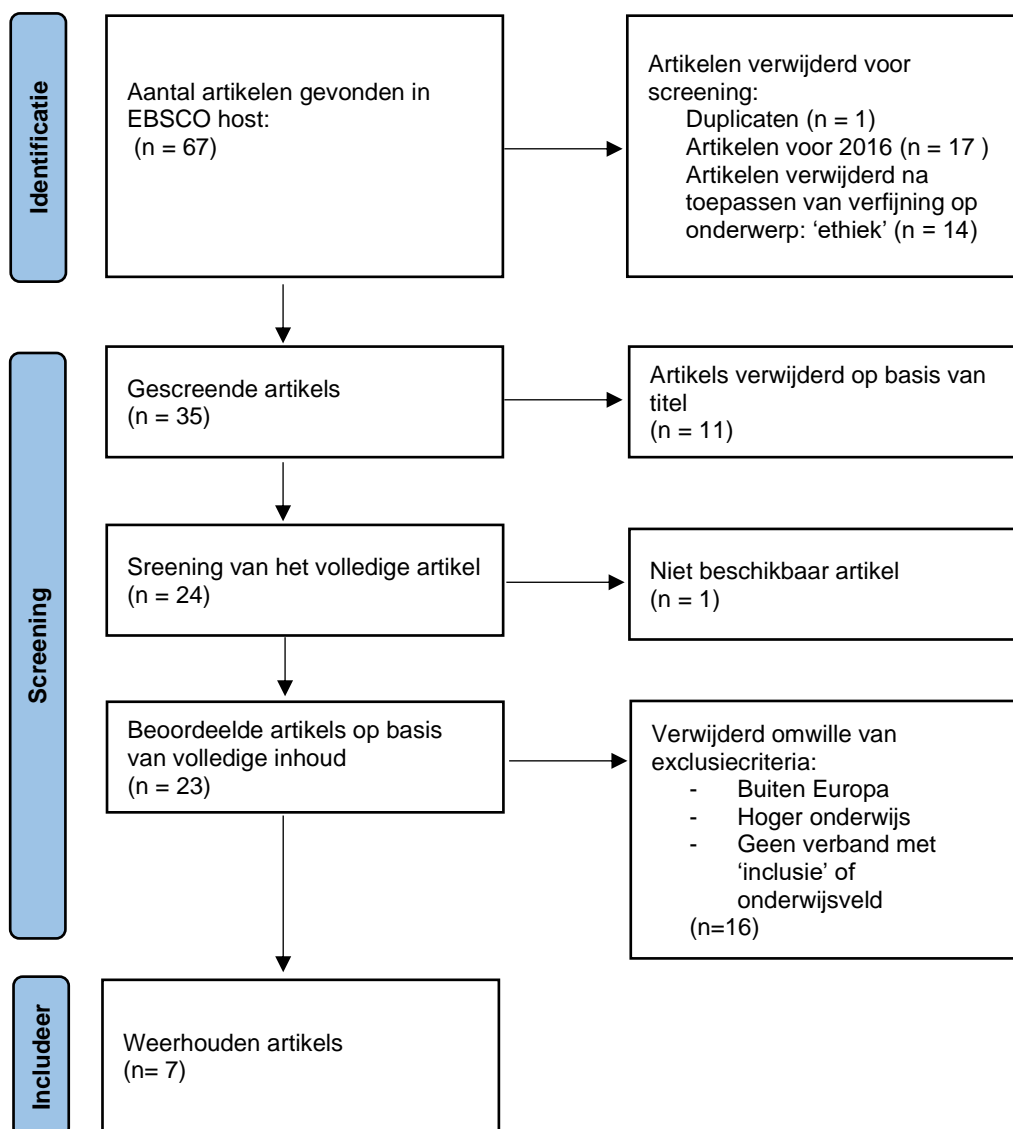 Identificatie
Aantal artikelen gevonden in
EBSCO host:
(n = 67)
Artikelen verwijderd voor
screening:
Duplicaten (n = 1)
Artikelen voor 2016 (n = 17 )
Artikelen verwijderd na
toepassen van verfijning op
onderwerp: ‘ethiek’ (n = 14)
Screening
Gescreende artikels
(n = 35)
Artikels verwijderd op basis van
titel
(n = 11)
Sreening van het volledige artikel
(n = 24)
Niet beschikbaar artikel
(n = 1)
Beoordeelde artikels op basis
van volledige inhoud
(n = 23)
Verwijderd omwille van
exclusiecriteria:
- Buiten Europa
- Hoger onderwijs
- Geen verband met
‘inclusie’ of
onderwijsveld
(n=16)
Includeer
Weerhouden artikels
(n= 7)